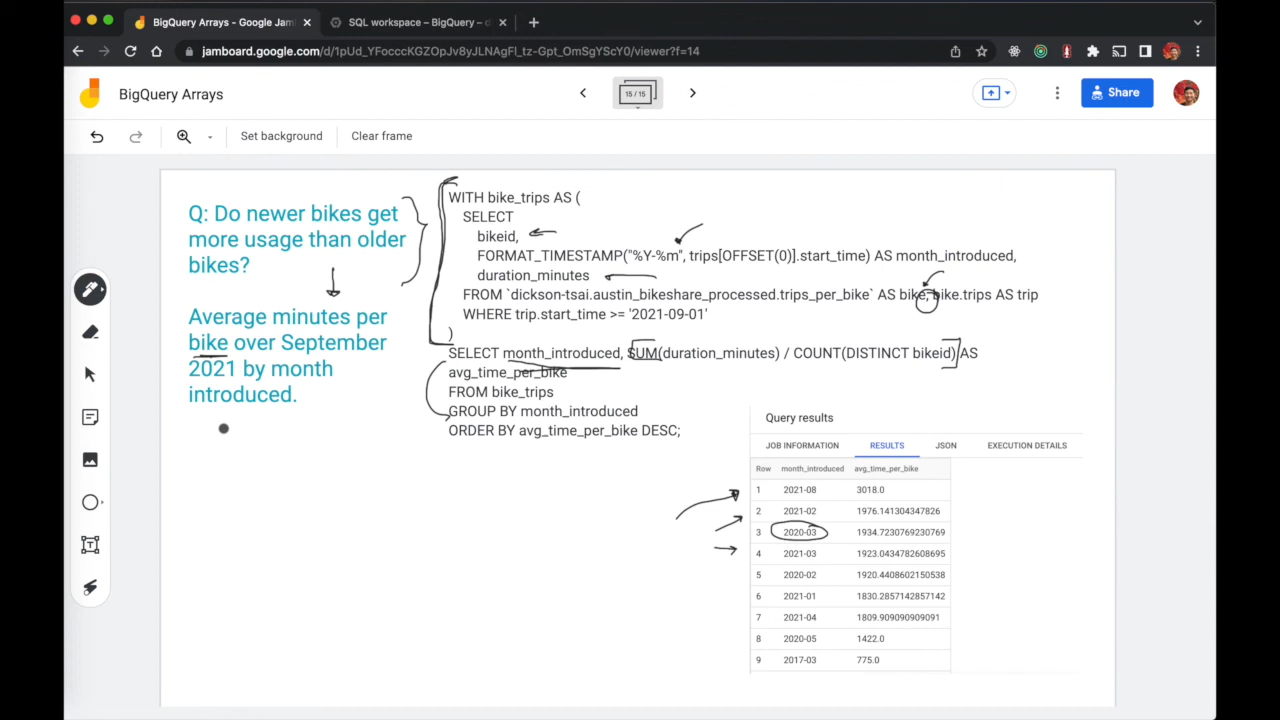 BigQuery Arrays - Google Jam
SQL workspace – BigQuery – d
jamboard.google.com/d/1pUd_YFocccKGZOpJv8yJLNAgFl_tz-Gpt_OmSgYScY0/viewer?f=14
BigQuery Arrays
15 / 15
Share
Set background
Clear frame
Q: Do newer bikes get
more usage than older
bikes?
Average minutes per
bike over September
2021 by month
introduced.
WITH bike_trips AS (
SELECT
bikeid,
FORMAT_TIMESTAMP("%Y-%m", trips[OFFSET(0)].start_time) AS month_introduced,
duration_minutes
FROM `dickson-tsai.austin_bikeshare_processed.trips_per_bike` AS bike, bike.trips AS trip
WHERE trip.start_time >= '2021-09-01'
)
SELECT month_introduced, SUM(duration_minutes) / COUNT(DISTINCT bikeid) AS
avg_time_per_bike
FROM bike_trips
GROUP BY month_introduced
ORDER BY avg_time_per_bike DESC;
Query results
JOB INFORMATION RESULTS JSON EXECUTION DETAILS
Row month_introduced avg_time_per_bike
1 2021-08 3018.0
2 2021-02 1976.141304347826
3 2020-03 1934.7230769230769
4 2021-03 1923.0434782608695
5 2020-02 1920.4408602150538
6 2021-01 1830.2857142857142
7 2021-04 1809.909090909091
8 2020-05 1422.0
9 2017-03 775.0